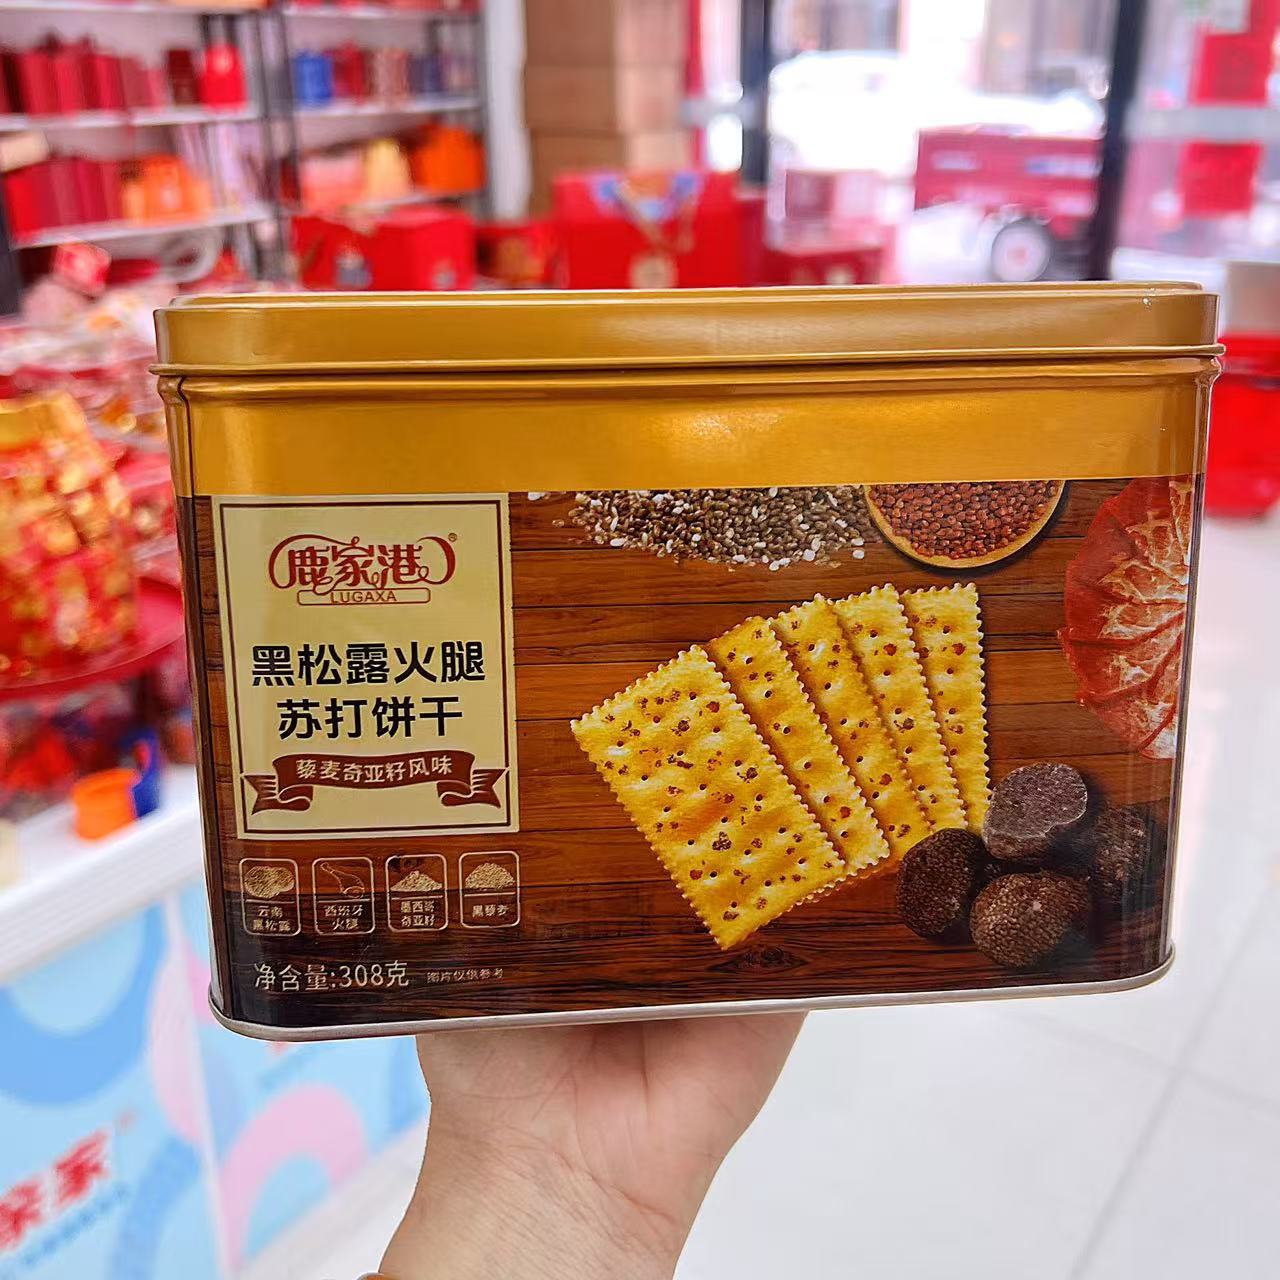 鹿家港®
LUGAXA
黑松露火腿
苏打饼干
藜麦奇亚籽风味
云南
黑松露
西班牙
火腿
墨西哥
奇亚籽
黑藜麦
净含量:308克
图片仅供参考